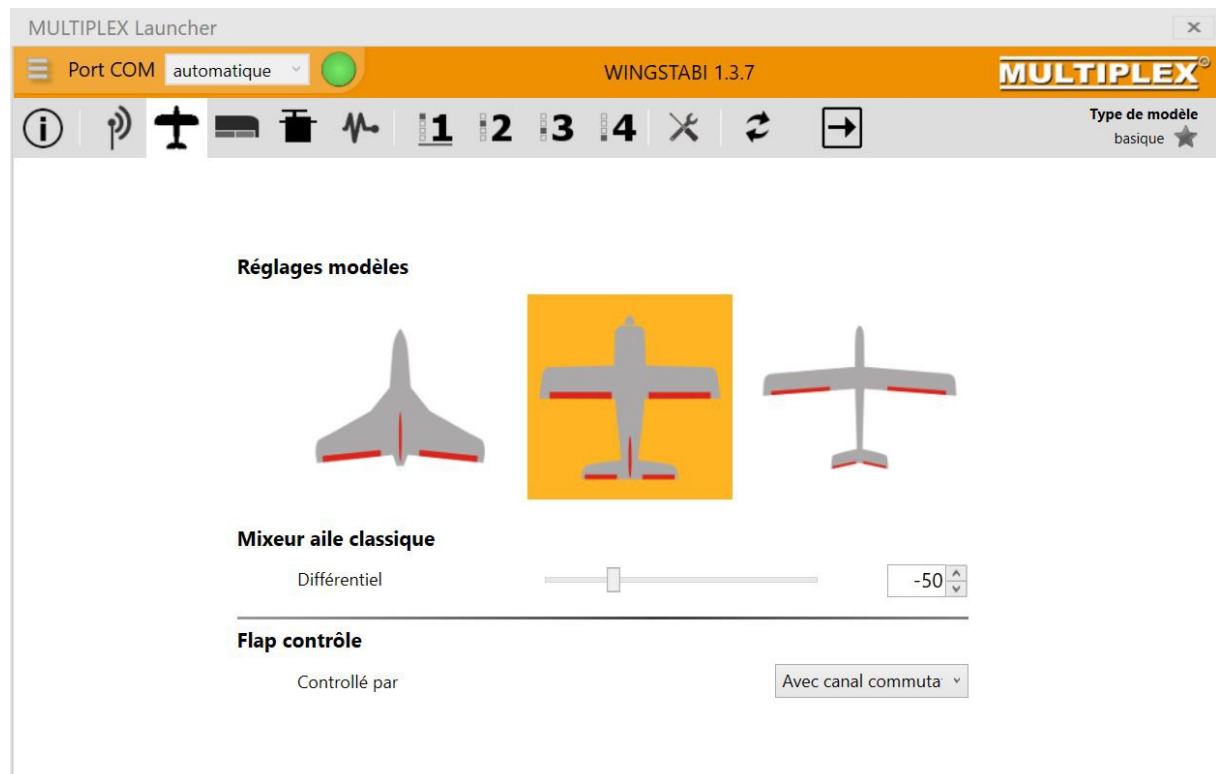 MULTIPLEX Launcher
Port COM automatique WINGSTABI 1.3.7 MULTIPLEX®
1 2 3 4 Type de modèle
basique
Réglages modèles
Mixeur aile classique
Différentiel -50
Flap contrôle
Controllé par Avec canal commuta